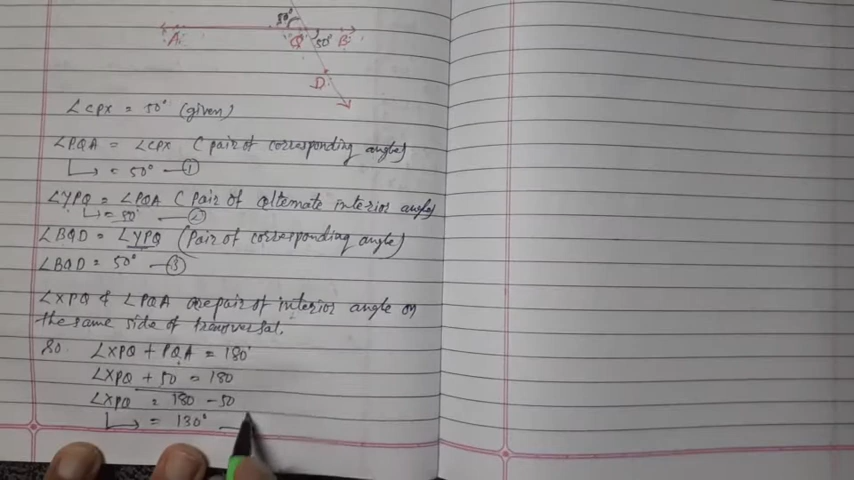 50°
A Q 50° B
D
∠CPX = 50° (given)
∠PQA = ∠CPX (pair of corresponding angles)
= 50° — ①
∠YPQ = ∠PQA (Pair of alternate interior angles)
= 50° — ②
∠BQD = ∠YPQ (Pair of corresponding angle)
∠BQD = 50° — ③
∠XPQ & ∠PQA are pair of interior angle on
the same side of transversal.
So. ∠XPQ + PQA = 180°
∠XPQ + 50 = 180
∠XPQ = 180 - 50
= 130° —